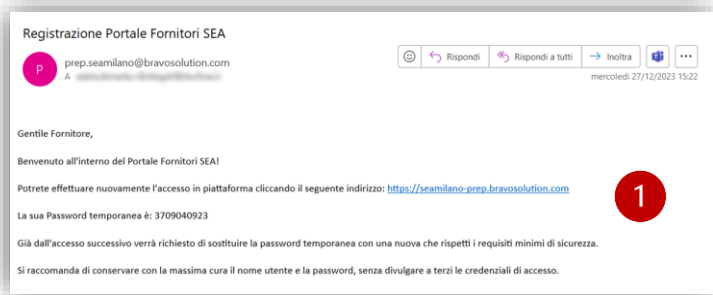 Registrazione Portale Fornitori SEA
P
prep.seamilano@bravosolution.com
A
Rispondi
Rispondi a tutti
Inoltra
mercoledì 27/12/2023 15:22
Gentile Fornitore,
Benvenuto all'interno del Portale Fornitori SEA!
Potrete effettuare nuovamente l'accesso in piattaforma cliccando il seguente indirizzo: https://seamilano-prep.bravosolution.com
1
La sua Password temporanea è: 3709040923
Già dall'accesso successivo verrà richiesto di sostituire la password temporanea con una nuova che rispetti i requisiti minimi di sicurezza.
Si raccomanda di conservare con la massima cura il nome utente e la password, senza divulgare a terzi le credenziali di accesso.